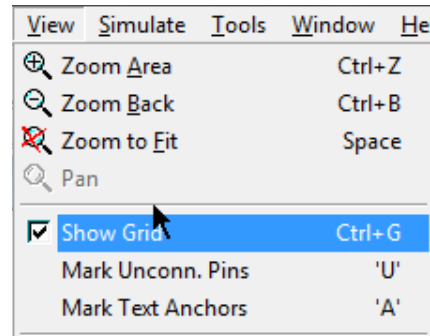 View Simulate Tools Window He
Zoom Area Ctrl+Z
Zoom Back Ctrl+B
Zoom to Fit Space
Pan
Show Grid Ctrl+G
Mark Unconn. Pins 'U'
Mark Text Anchors 'A'